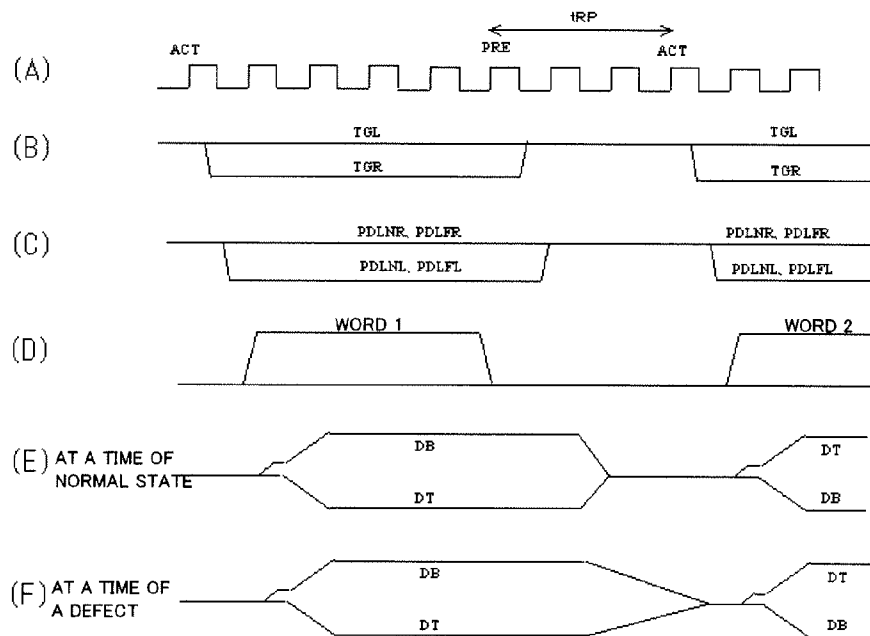 tRP
ACT PRE ACT
(A)
TGL TGL
(B)
TGR TGR
PDLNR, PDLFR PDLNR, PDLFR
(C)
PDLNL, PDLFL PDLNL, PDLFL
WORD 1 WORD 2
(D)
DB DT
(E) AT A TIME OF
NORMAL STATE
DT DB
DB DT
(F) AT A TIME OF
A DEFECT
DT DB